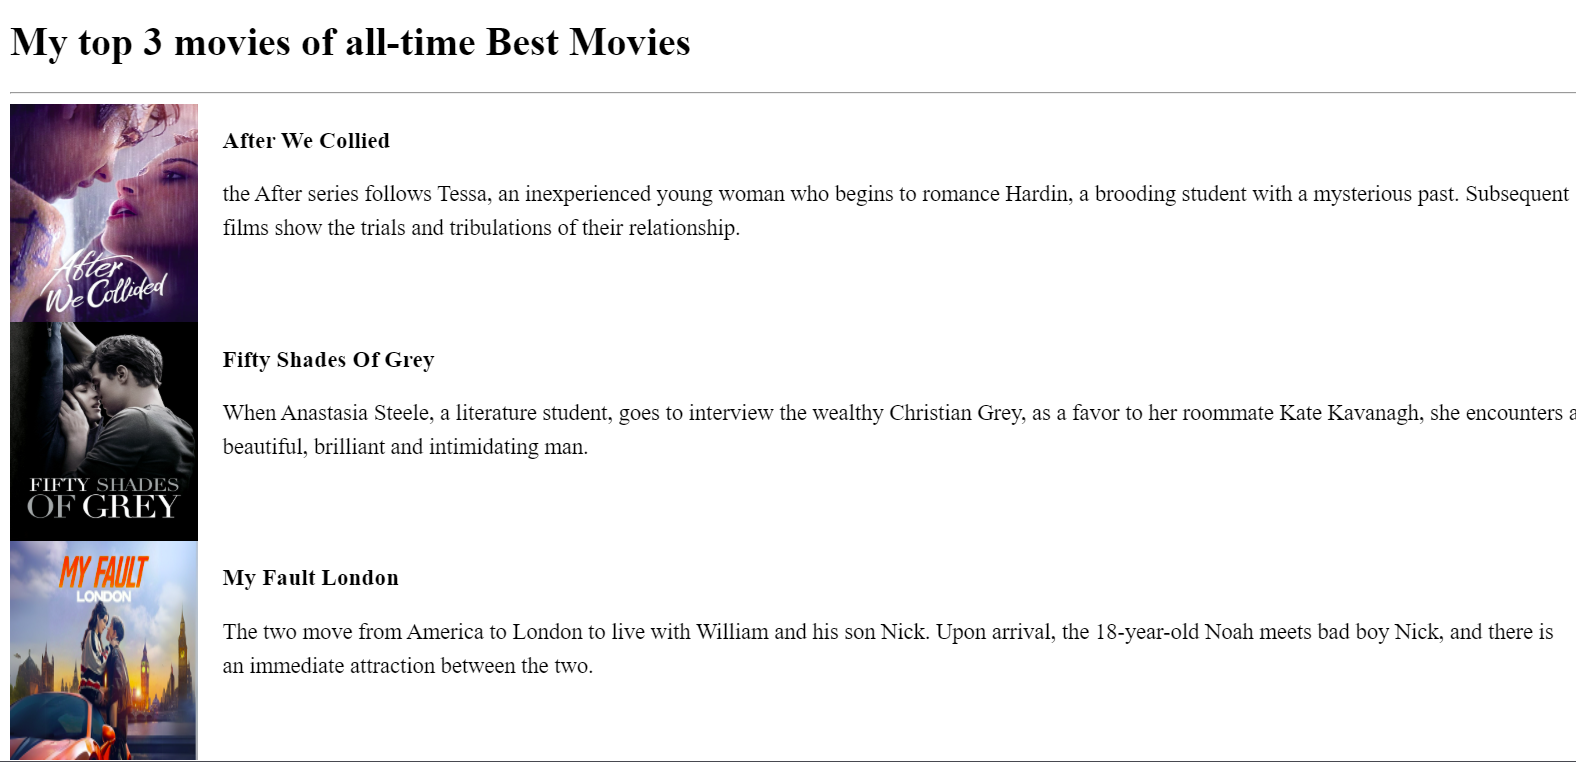 My top 3 movies of all-time Best Movies
After We Collied
the After series follows Tessa, an inexperienced young woman who begins to romance Hardin, a brooding student with a mysterious past. Subsequent
films show the trials and tribulations of their relationship.
After
We Collided
Fifty Shades Of Grey
When Anastasia Steele, a literature student, goes to interview the wealthy Christian Grey, as a favor to her roommate Kate Kavanagh, she encounters a
beautiful, brilliant and intimidating man.
FIFTY SHADES
OF GREY
MY FAULT
LONDON
My Fault London
The two move from America to London to live with William and his son Nick. Upon arrival, the 18-year-old Noah meets bad boy Nick, and there is
an immediate attraction between the two.